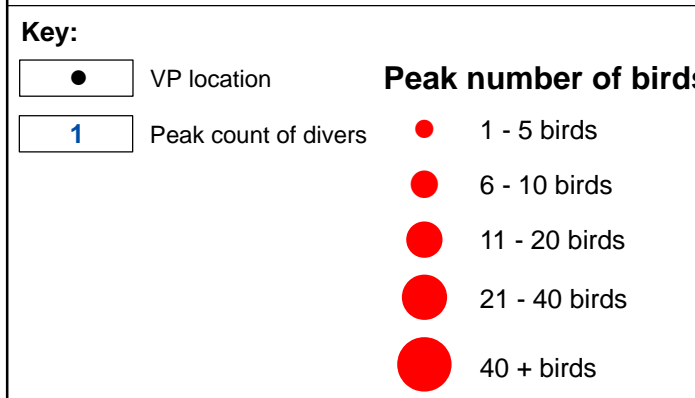 Key:
VP location
1 Peak count of divers
Peak number of birds
1 - 5 birds
6 - 10 birds
11 - 20 birds
21 - 40 birds
40 + birds